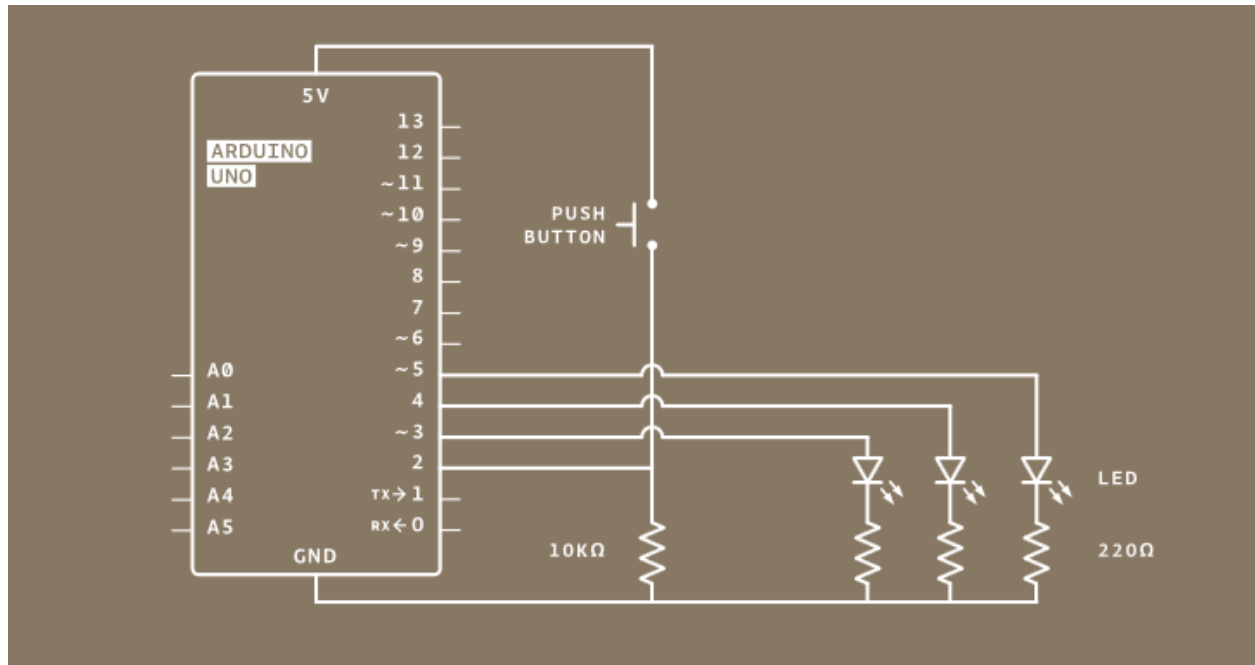 5V
ARDUINO
UNO
13
12
~11
~10
~9
8
7
~6
~5
4
~3
2
TX→1
RX←0
A0
A1
A2
A3
A4
A5
GND
PUSH
BUTTON
10KΩ
LED
220Ω